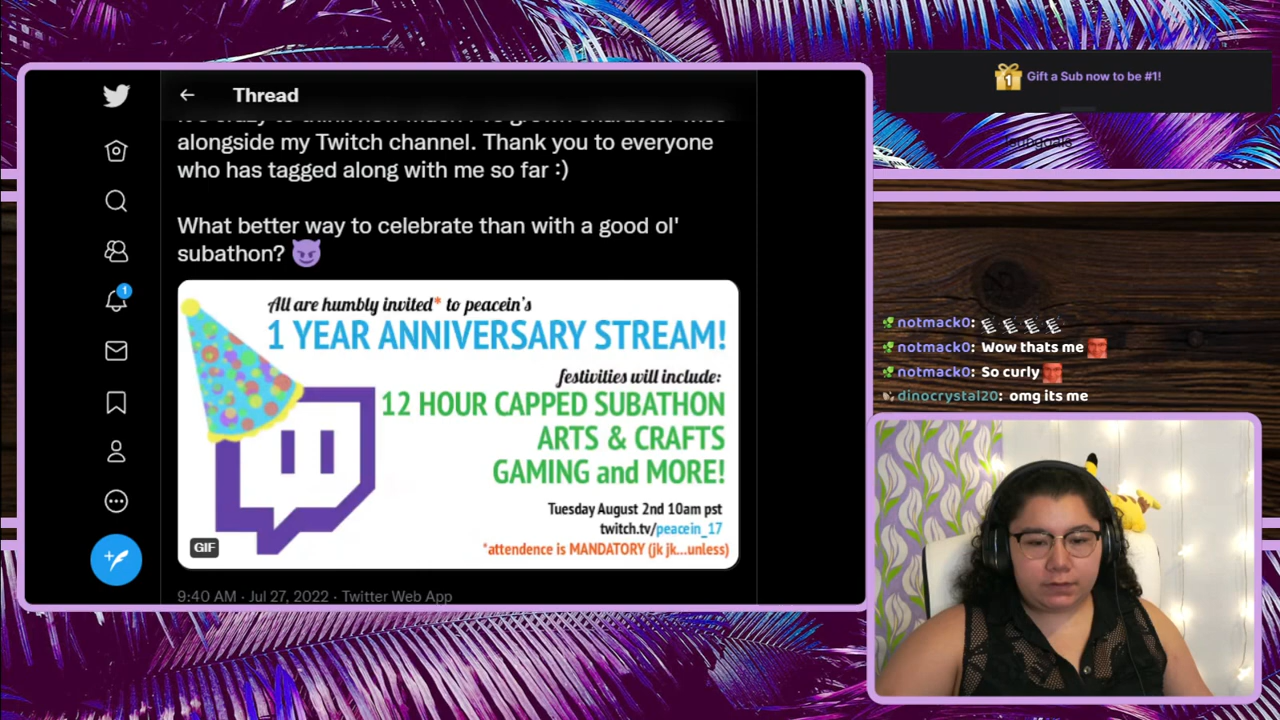 Thread
alongside my Twitch channel. Thank you to everyone
who has tagged along with me so far :)
What better way to celebrate than with a good ol'
subathon?
All are humbly invited* to peacein's
1 YEAR ANNIVERSARY STREAM!
festivities will include:
12 HOUR CAPPED SUBATHON
ARTS & CRAFTS
GAMING and MORE!
Tuesday August 2nd 10am pst
twitch.tv/peacein_17
*attendence is MANDATORY (jk jk...unless)
GIF
9:40 AM · Jul 27, 2022 · Twitter Web App
1
1
Gift a Sub now to be #1!
notmack0:
notmack0: Wow thats me
notmack0: So curly
dinocrystal20: omg its me